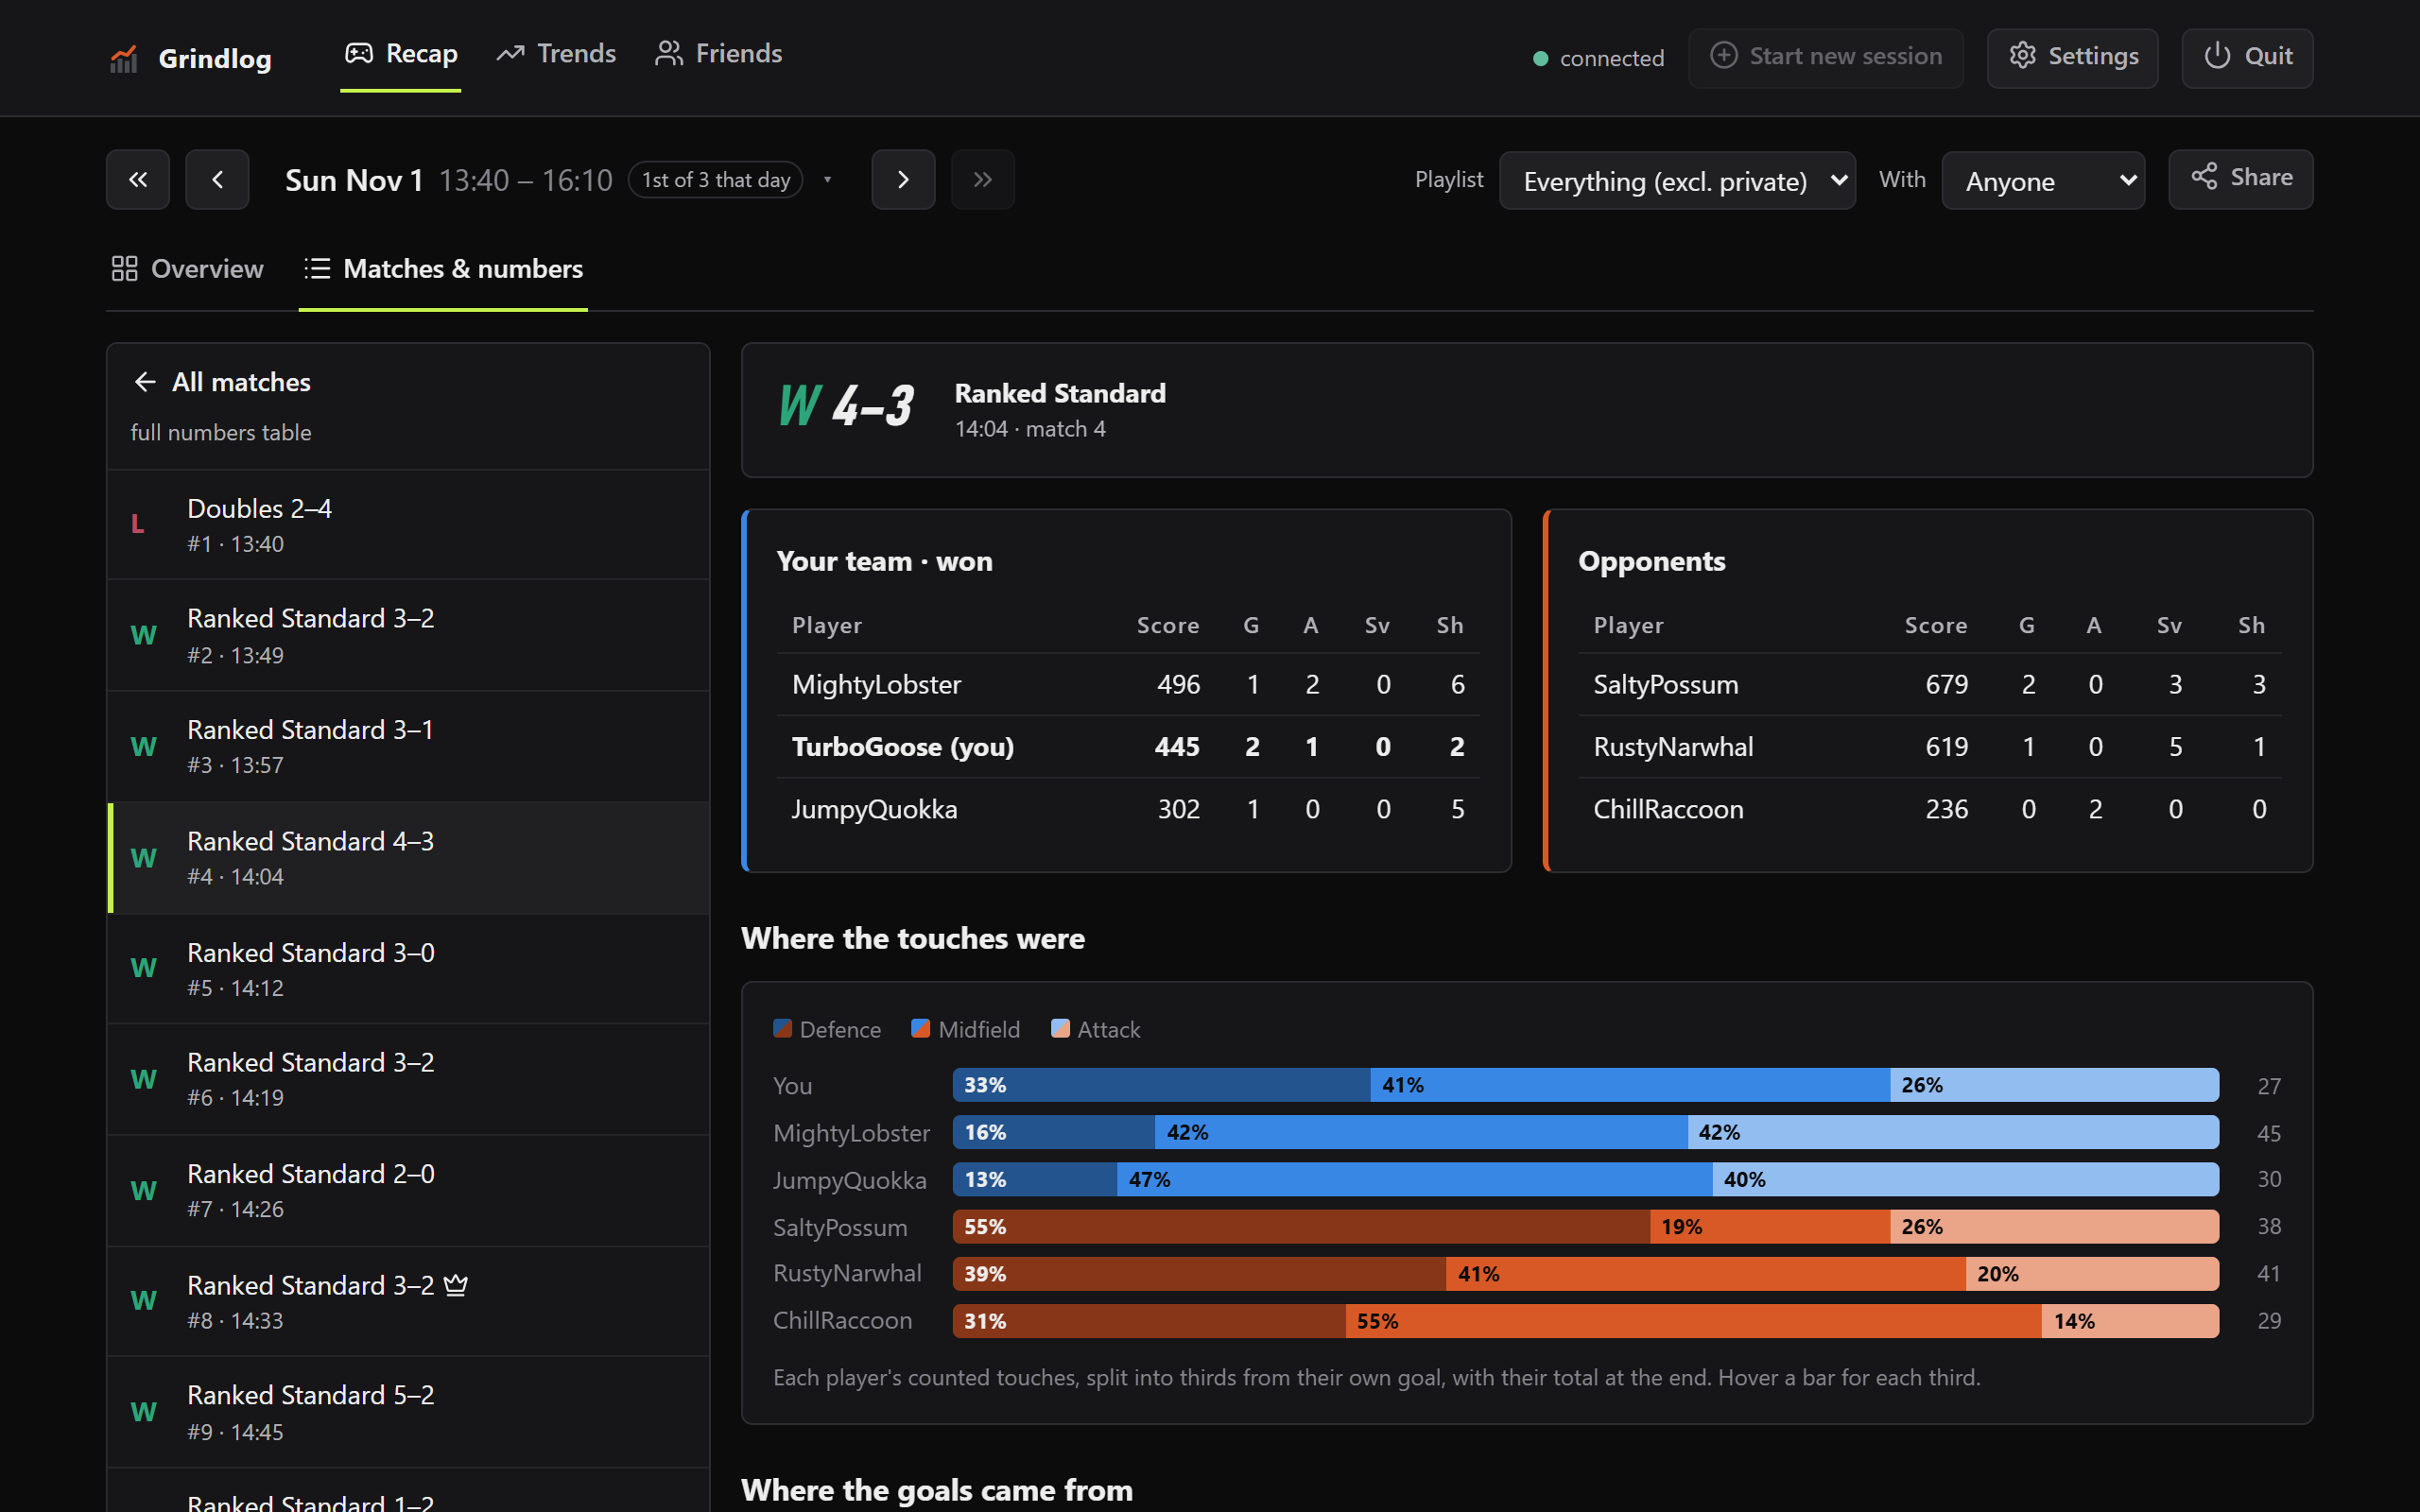 Grindlog
Recap
Trends
Friends
connected
Start new session
Settings
Quit
Sun Nov 1 13:40 – 16:10 1st of 3 that day
Playlist Everything (excl. private) With Anyone
Share
Overview
Matches & numbers
All matches
full numbers table
L Doubles 2–4
#1 · 13:40
W Ranked Standard 3–2
#2 · 13:49
W Ranked Standard 3–1
#3 · 13:57
W Ranked Standard 4–3
#4 · 14:04
W Ranked Standard 3–0
#5 · 14:12
W Ranked Standard 3–2
#6 · 14:19
W Ranked Standard 2–0
#7 · 14:26
W Ranked Standard 3–2
#8 · 14:33
W Ranked Standard 5–2
#9 · 14:45
Ranked Standard 1–2
W 4–3
Ranked Standard
14:04 · match 4
Your team · won
Player Score G A Sv Sh
MightyLobster 496 1 2 0 6
TurboGoose (you) 445 2 1 0 2
JumpyQuokka 302 1 0 0 5
Opponents
Player Score G A Sv Sh
SaltyPossum 679 2 0 3 3
RustyNarwhal 619 1 0 5 1
ChillRaccoon 236 0 2 0 0
Where the touches were
Defence Midfield Attack
You 33% 41% 26% 27
MightyLobster 16% 42% 42% 45
JumpyQuokka 13% 47% 40% 30
SaltyPossum 55% 19% 26% 38
RustyNarwhal 39% 41% 20% 41
ChillRaccoon 31% 55% 14% 29
Each player's counted touches, split into thirds from their own goal, with their total at the end. Hover a bar for each third.
Where the goals came from